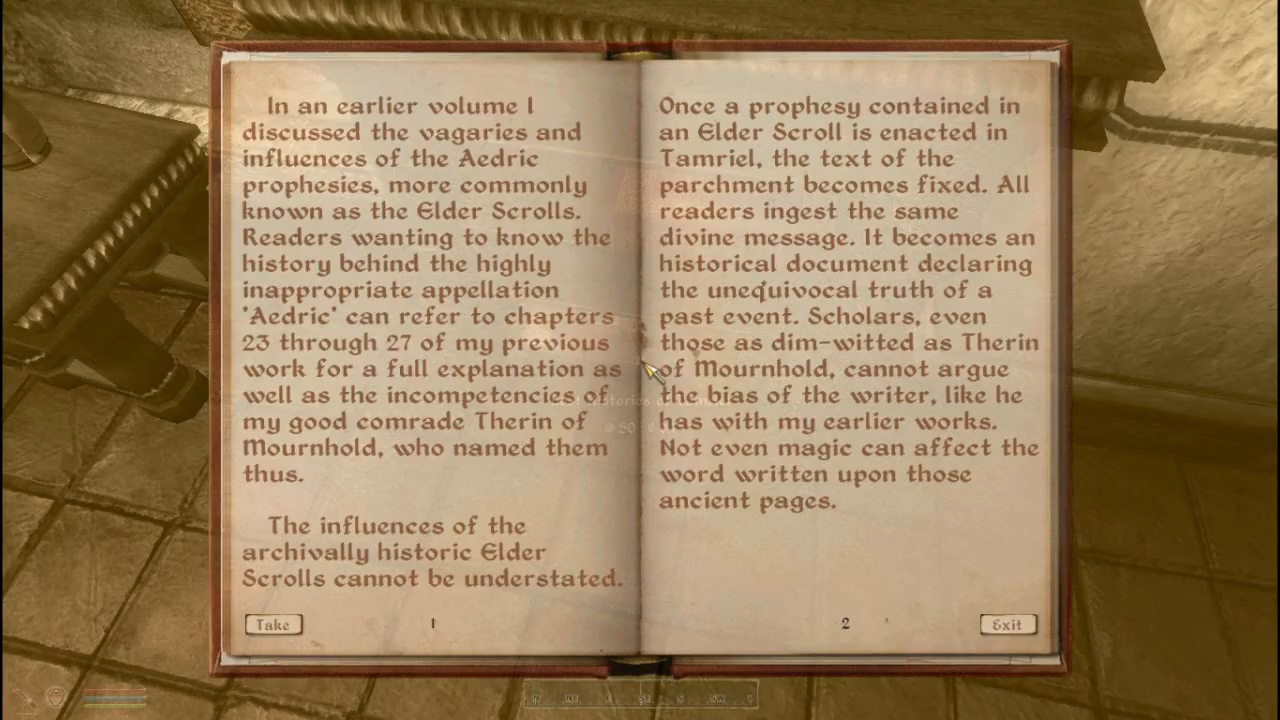 In an earlier volume I
discussed the vagaries and
influences of the Aedric
prophesies, more commonly
known as the Elder Scrolls.
Readers wanting to know the
history behind the highly
inappropriate appellation
'Aedric' can refer to chapters
23 through 27 of my previous
work for a full explanation as
well as the incompetencies of
my good comrade Therin of
Mournhold, who named them
thus.
The influences of the
archivally historic Elder
Scrolls cannot be understated.
Take
1
Once a prophesy contained in
an Elder Scroll is enacted in
Tamriel, the text of the
parchment becomes fixed. All
readers ingest the same
divine message. It becomes an
historical document declaring
the unequivocal truth of a
past event. Scholars, even
those as dim-witted as Therin
of Mournhold, cannot argue
the bias of the writer, like he
has with my earlier works.
Not even magic can affect the
word written upon those
ancient pages.
2
Exit
N NE E SE S SW